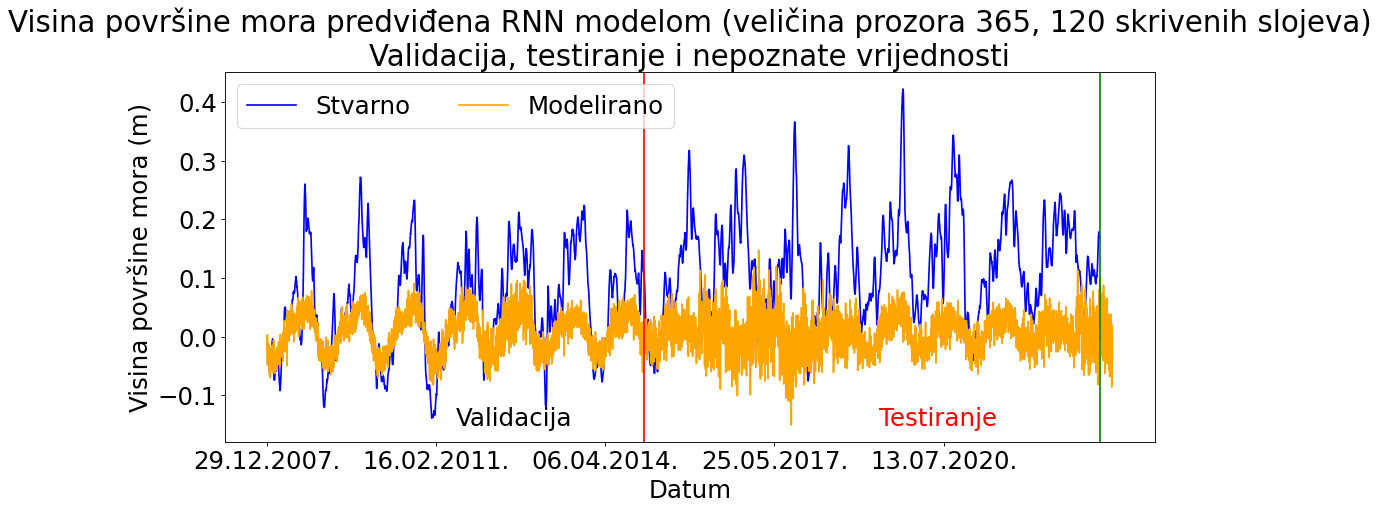 Visina površine mora predviđena RNN modelom (veličina prozora 365, 120 skrivenih slojeva)
Validacija, testiranje i nepoznate vrijednosti
Stvarno
Modelirano
Visina površine mora (m)
0.4
0.3
0.2
0.1
0.0
−0.1
Validacija
Testiranje
29.12.2007.
16.02.2011.
06.04.2014.
25.05.2017.
13.07.2020.
Datum